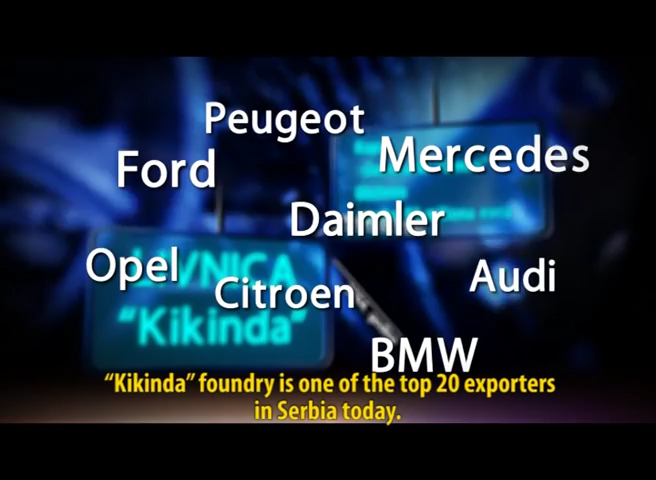 Peugeot
Ford
Mercedes
Daimler
Opel
LIVNICA
Citroen
Audi
"Kikinda"
BMW
"Kikinda" foundry is one of the top 20 exporters
in Serbia today.